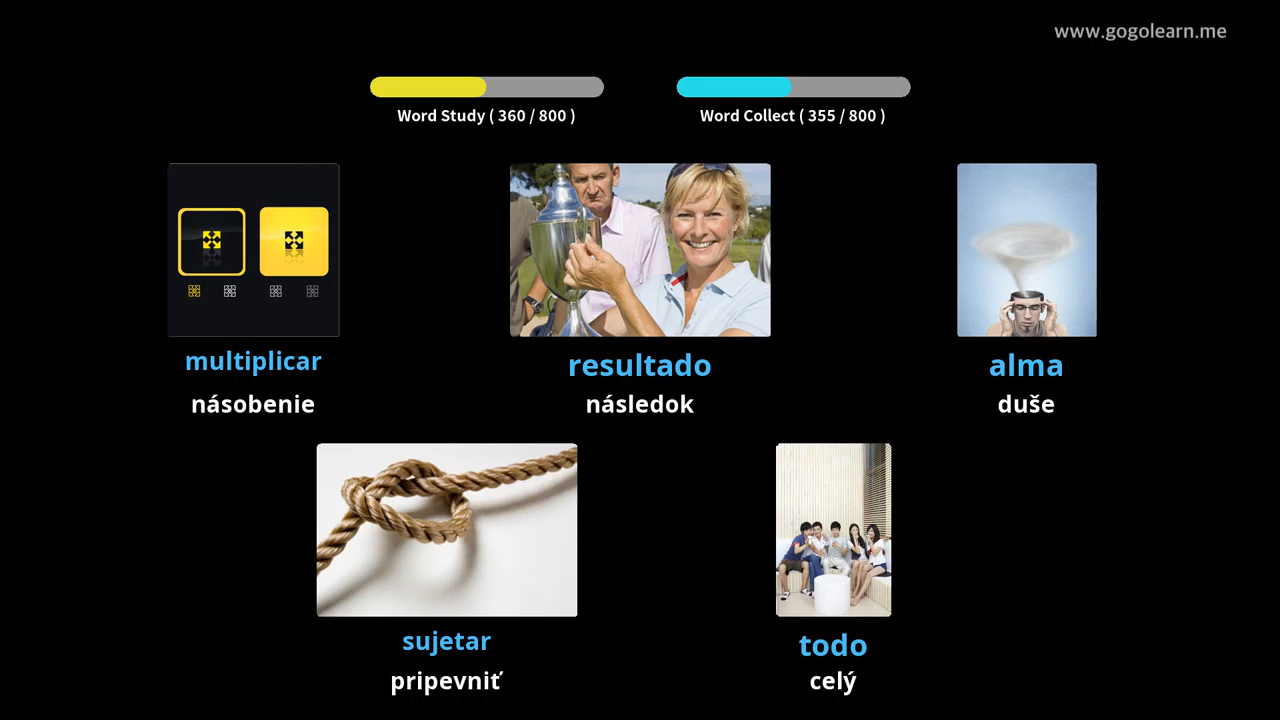 www.gogolearn.me
Word Study ( 360 / 800 )
Word Collect ( 355 / 800 )
multiplicar
násobenie
resultado
následok
alma
duše
sujetar
pripevniť
todo
celý